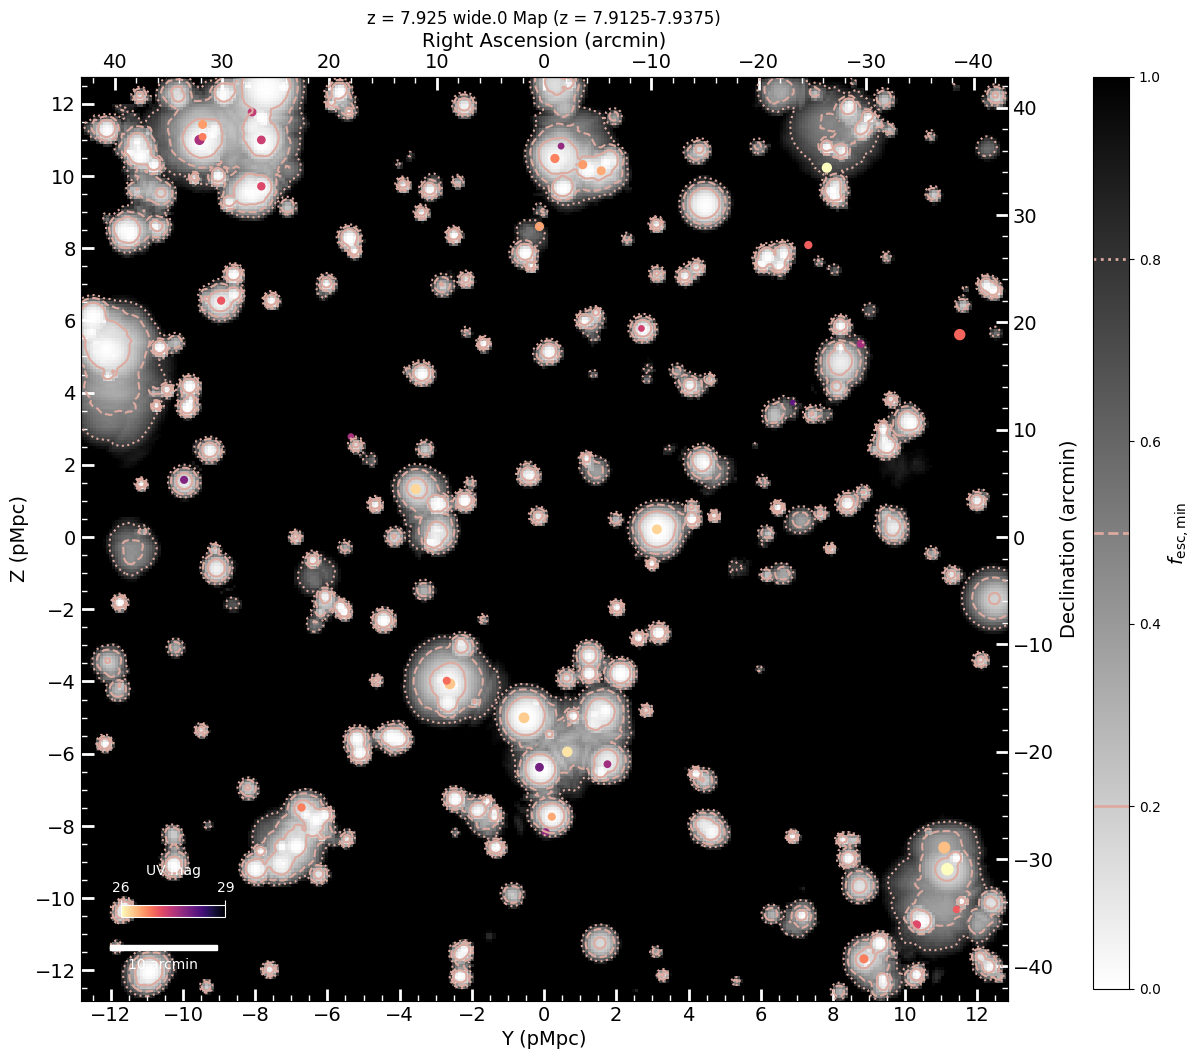 z = 7.925 wide.0 Map (z = 7.9125-7.9375)
Right Ascension (arcmin)
40 30 20 10 0 −10 −20 −30 −40
12 10 8 6 4 2 0 −2 −4 −6 −8 −10 −12
Z (pMpc)
40 30 20 10 0 −10 −20 −30 −40
Declination (arcmin)
1.0 0.8 0.6 0.4 0.2 0.0
fesc,min
UV mag
26 29
10 arcmin
−12 −10 −8 −6 −4 −2 0 2 4 6 8 10 12
Y (pMpc)